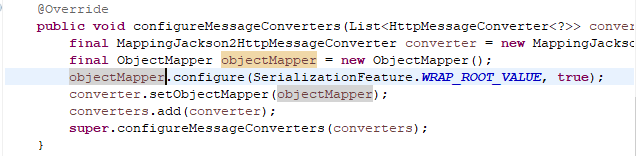 @Override
public void configureMessageConverters(List<HttpMessageConverter<?>> conver
final MappingJackson2HttpMessageConverter converter = new MappingJackso
final ObjectMapper objectMapper = new ObjectMapper();
objectMapper.configure(SerializationFeature.WRAP_ROOT_VALUE, true);
converter.setObjectMapper(objectMapper);
converters.add(converter);
super.configureMessageConverters(converters);
}